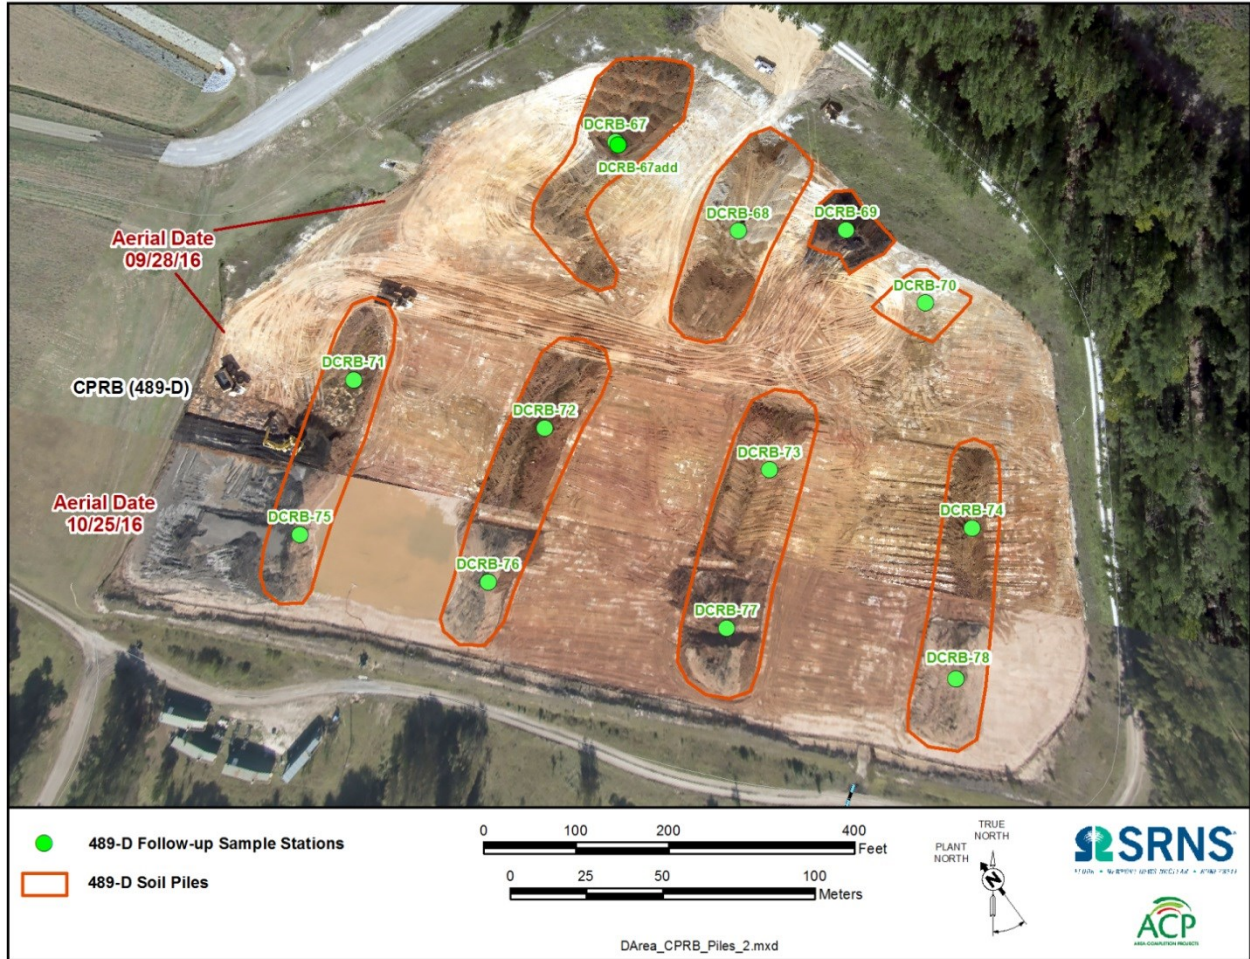 DCRB-67
DCRB-67add
DCRB-68
DCRB-69
Aerial Date
09/28/16
DCRB-70
DCRB-71
CPRB (489-D)
DCRB-72
DCRB-73
Aerial Date
10/25/16
DCRB-74
DCRB-75
DCRB-76
DCRB-77
DCRB-78
489-D Follow-up Sample Stations
489-D Soil Piles
0 100 200 400
Feet
0 25 50 100
Meters
DArea_CPRB_Piles_2.mxd
TRUE
NORTH
PLANT
NORTH
N
SRNS
ACP
AREA COMPLETION PROJECTS